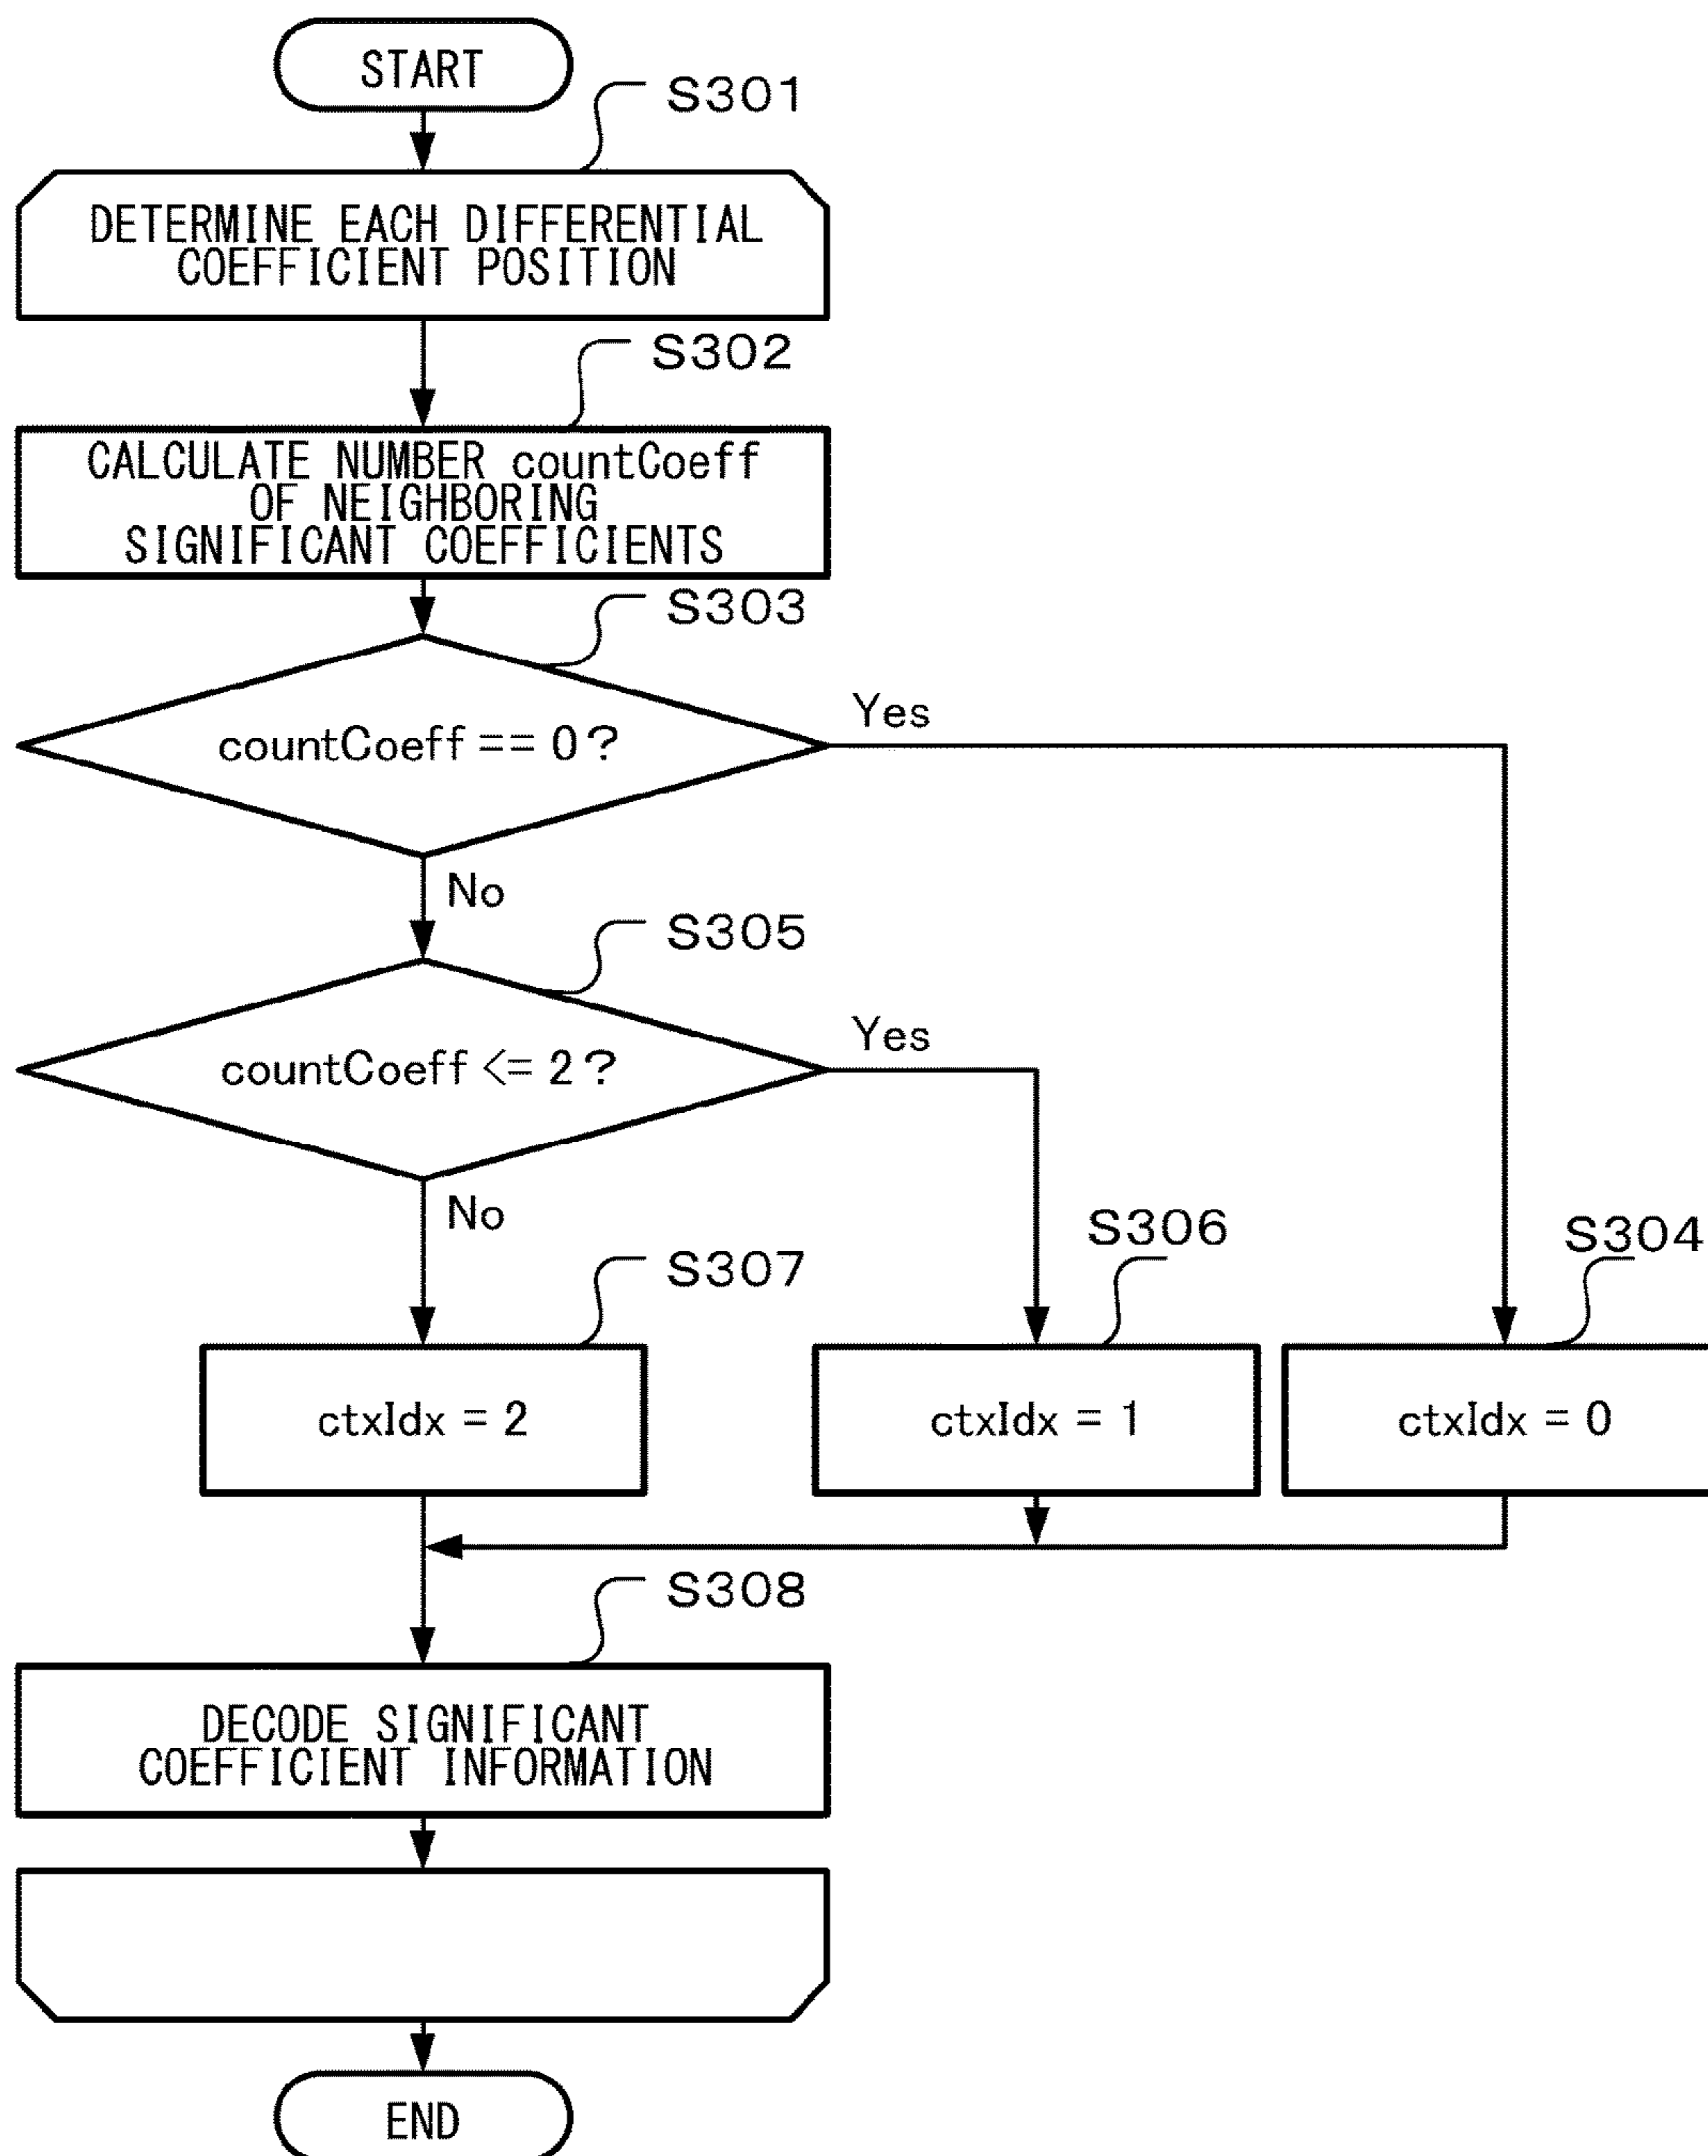 START
S301
DETERMINE EACH DIFFERENTIAL
COEFFICIENT POSITION
S302
CALCULATE NUMBER countCoeff
OF NEIGHBORING
SIGNIFICANT COEFFICIENTS
S303
countCoeff == 0?
Yes
No
S305
countCoeff <= 2?
Yes
No
S307
S306
S304
ctxIdx = 2
ctxIdx = 1
ctxIdx = 0
S308
DECODE SIGNIFICANT
COEFFICIENT INFORMATION
END